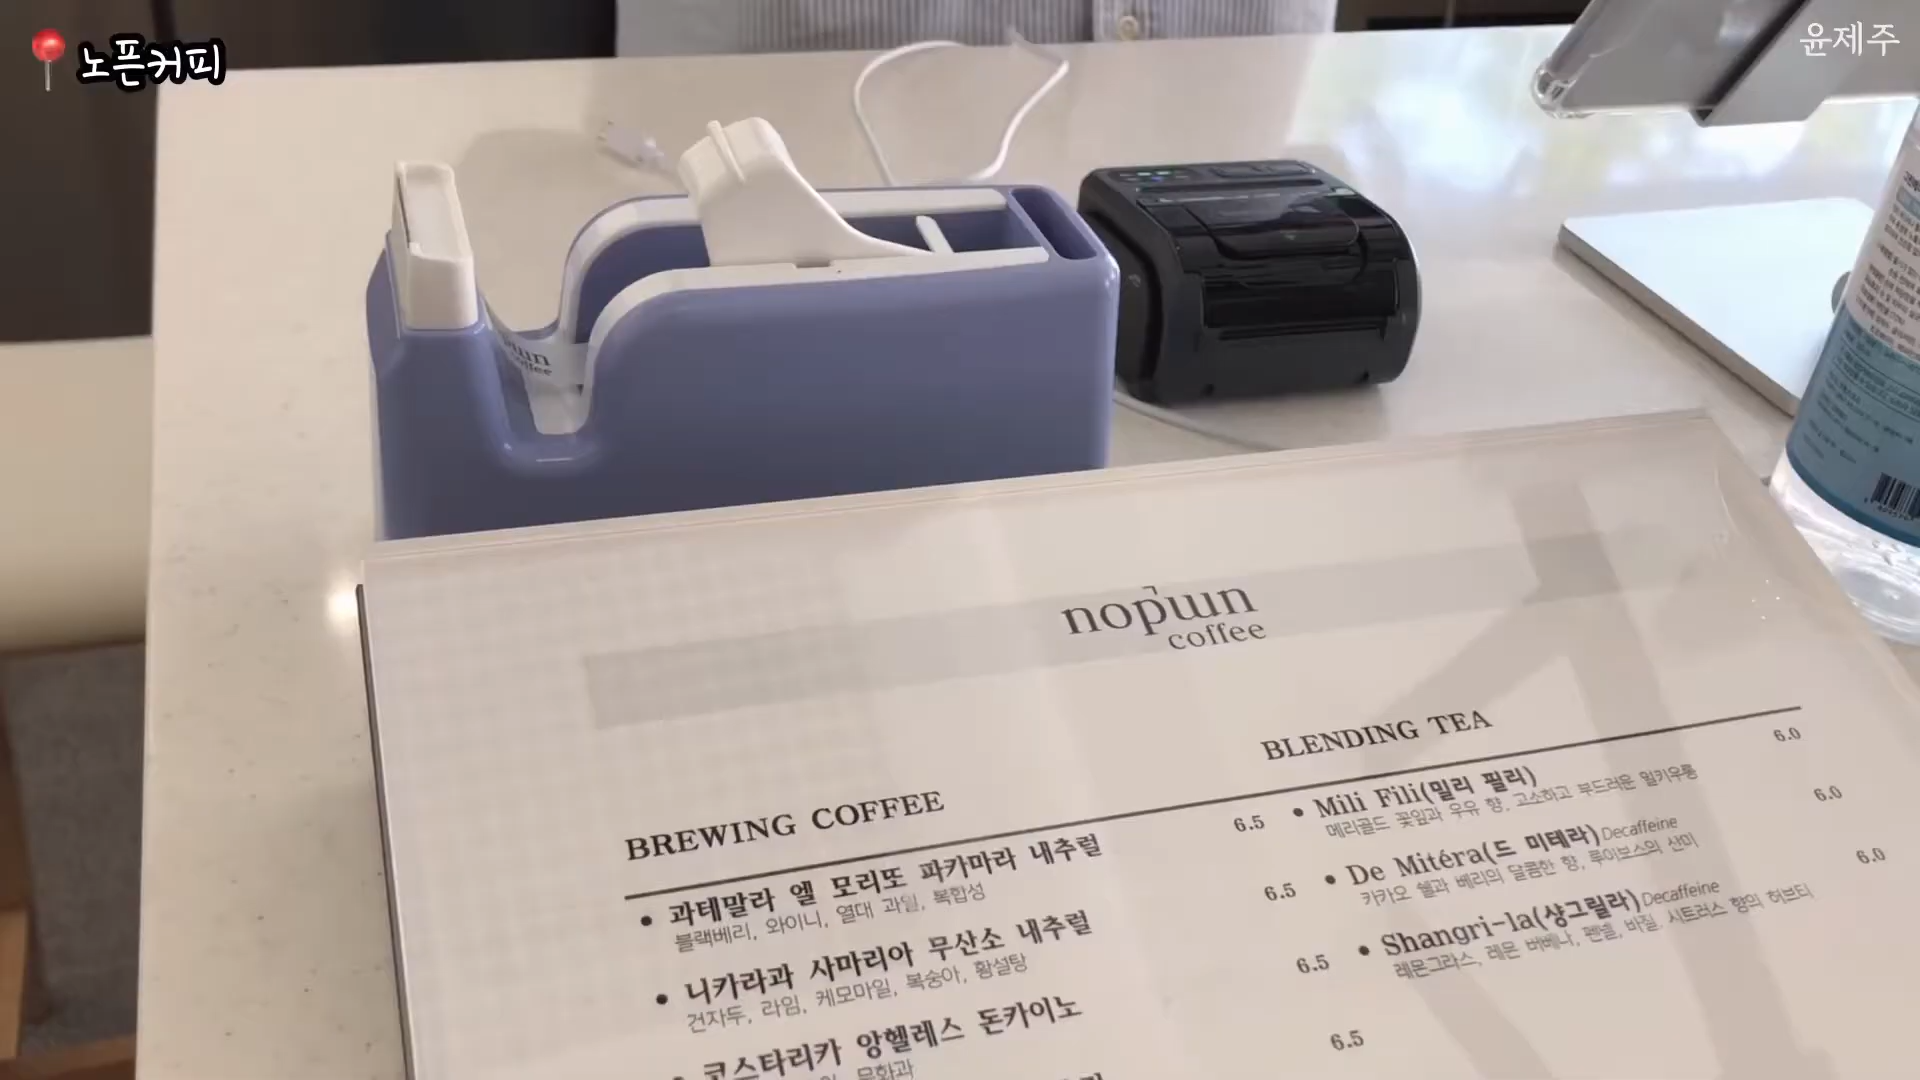 노픈커피
윤제주
nopɯn
coffee
coffee
BREWING COFFEE
과테말라 엘 모리또 파카마라 내추럴 6.5
블랙베리, 와이니, 열대 과일, 복합성
니카라과 사마리아 무산소 내추럴 6.5
건자두, 라임, 케모마일, 복숭아, 황설탕
코스타리카 앙헬레스 돈카이노 6.5
무화과
6.5
BLENDING TEA
Mili Fili(밀리 필리) 6.0
메리골드 꽃잎과 우유 향, 고소하고 부드러운 밀키우롱
De Mitéra(드 미테라) Decaffeine 6.0
카카오 쉘과 베리의 달콤한 향, 루이보스의 산미
Shangri-la(샹그릴라) Decaffeine 6.0
레몬그라스, 레몬 버베나, 펜넬, 바질, 시트러스 향의 허브티